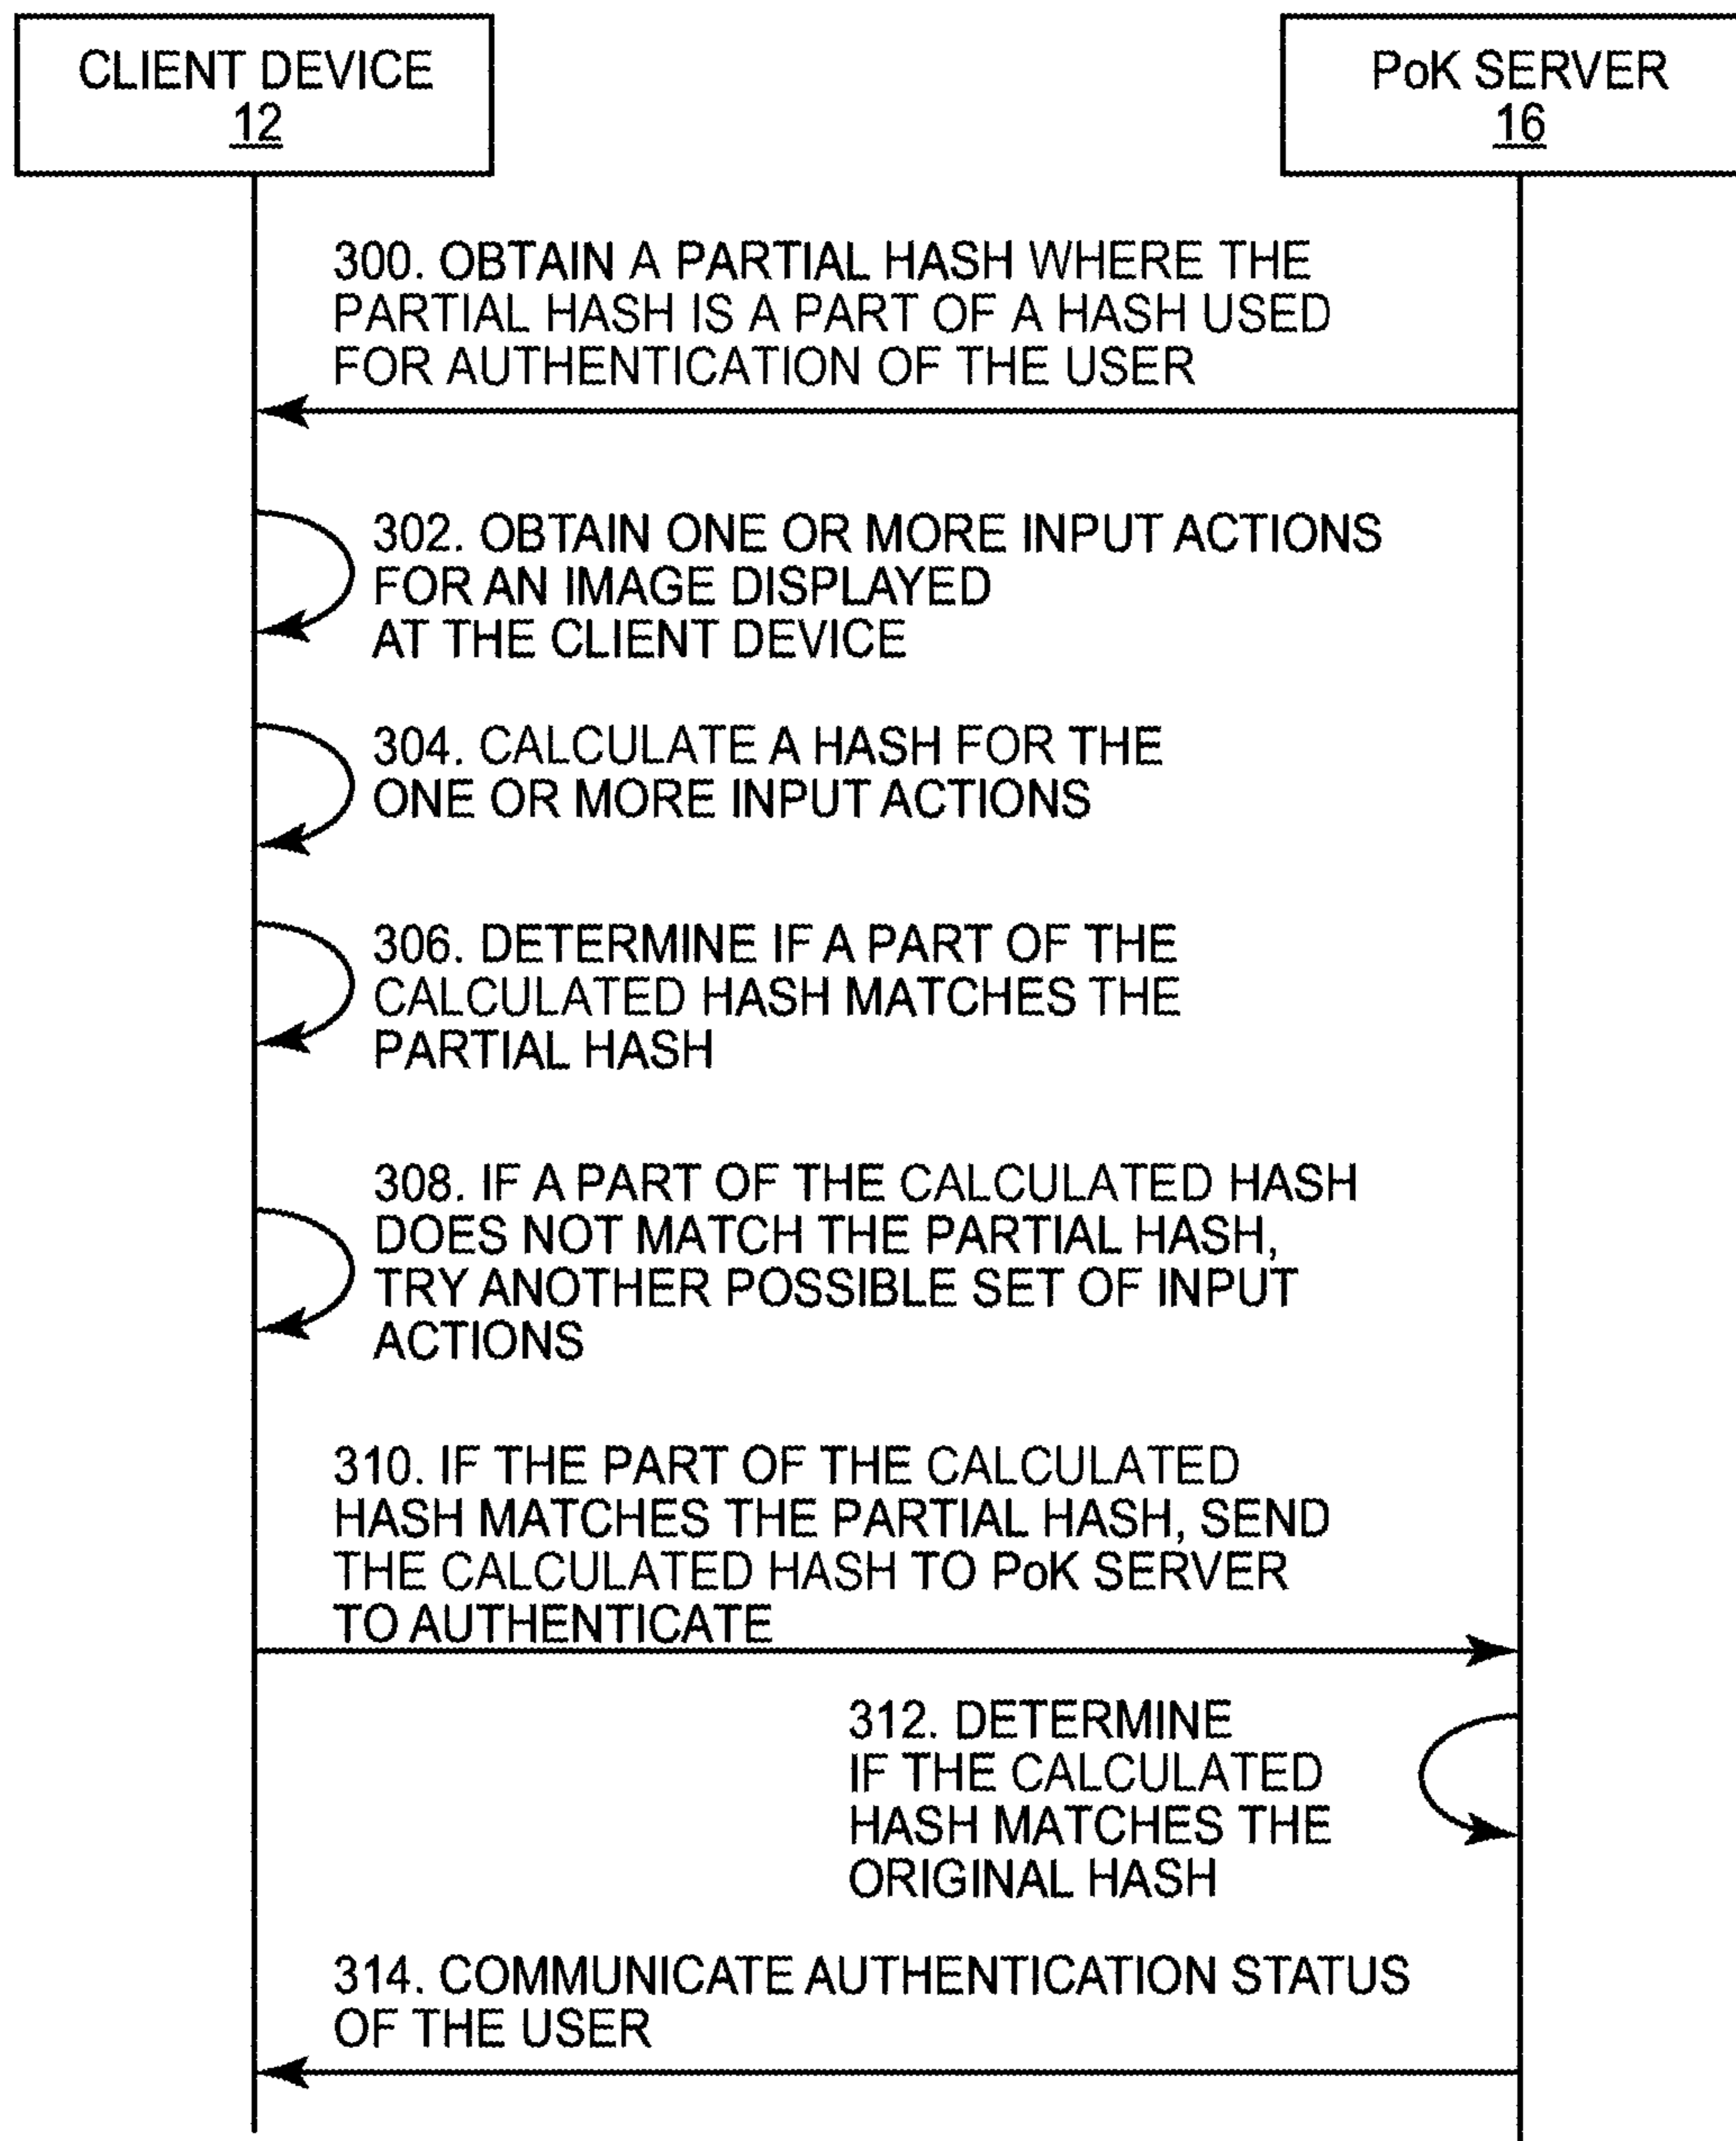 CLIENT DEVICE
12
PoK SERVER
16
300. OBTAIN A PARTIAL HASH WHERE THE
PARTIAL HASH IS A PART OF A HASH USED
FOR AUTHENTICATION OF THE USER
302. OBTAIN ONE OR MORE INPUT ACTIONS
FOR AN IMAGE DISPLAYED
AT THE CLIENT DEVICE
304. CALCULATE A HASH FOR THE
ONE OR MORE INPUT ACTIONS
306. DETERMINE IF A PART OF THE
CALCULATED HASH MATCHES THE
PARTIAL HASH
308. IF A PART OF THE CALCULATED HASH
DOES NOT MATCH THE PARTIAL HASH,
TRY ANOTHER POSSIBLE SET OF INPUT
ACTIONS
310. IF THE PART OF THE CALCULATED
HASH MATCHES THE PARTIAL HASH, SEND
THE CALCULATED HASH TO PoK SERVER
TO AUTHENTICATE
312. DETERMINE
IF THE CALCULATED
HASH MATCHES THE
ORIGINAL HASH
314. COMMUNICATE AUTHENTICATION STATUS
OF THE USER